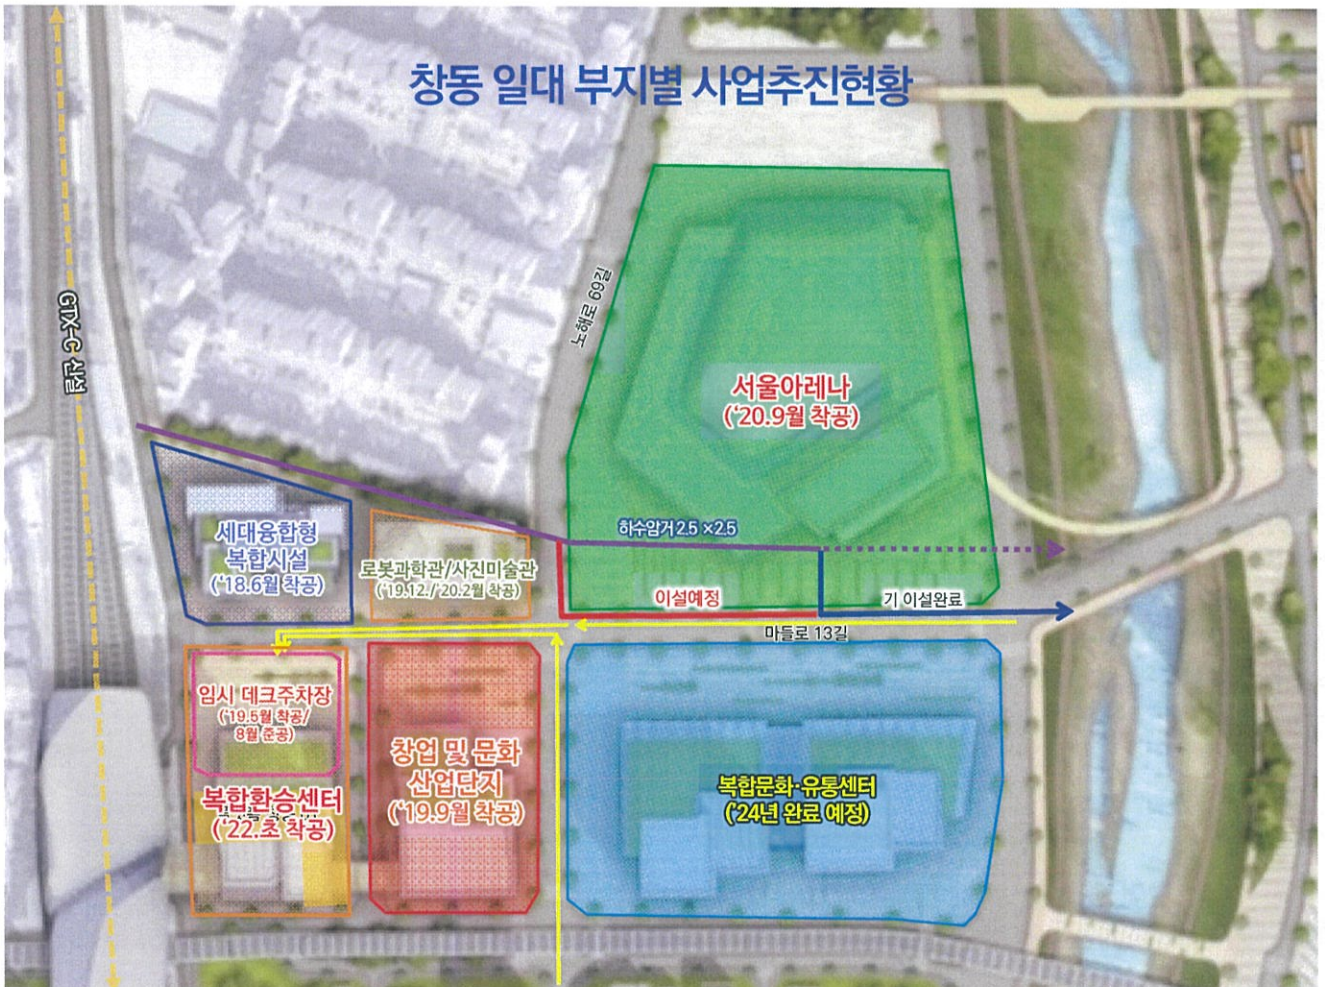 창동 일대 부지별 사업추진현황
GTX-C 신설
노해로 69길
서울아레나
('20.9월 착공)
하수암거 2.5 ×2.5
세대융합형
복합시설
('18.6월 착공)
로봇과학관/사진미술관
('19.12./'20.2월 착공)
이설예정
기 이설완료
마들로 13길
임시 데크주차장
('19.5월 착공/
8월 준공)
복합환승센터
('22.초 착공)
창업 및 문화
산업단지
('19.9월 착공)
복합문화·유통센터
('24년 완료 예정)